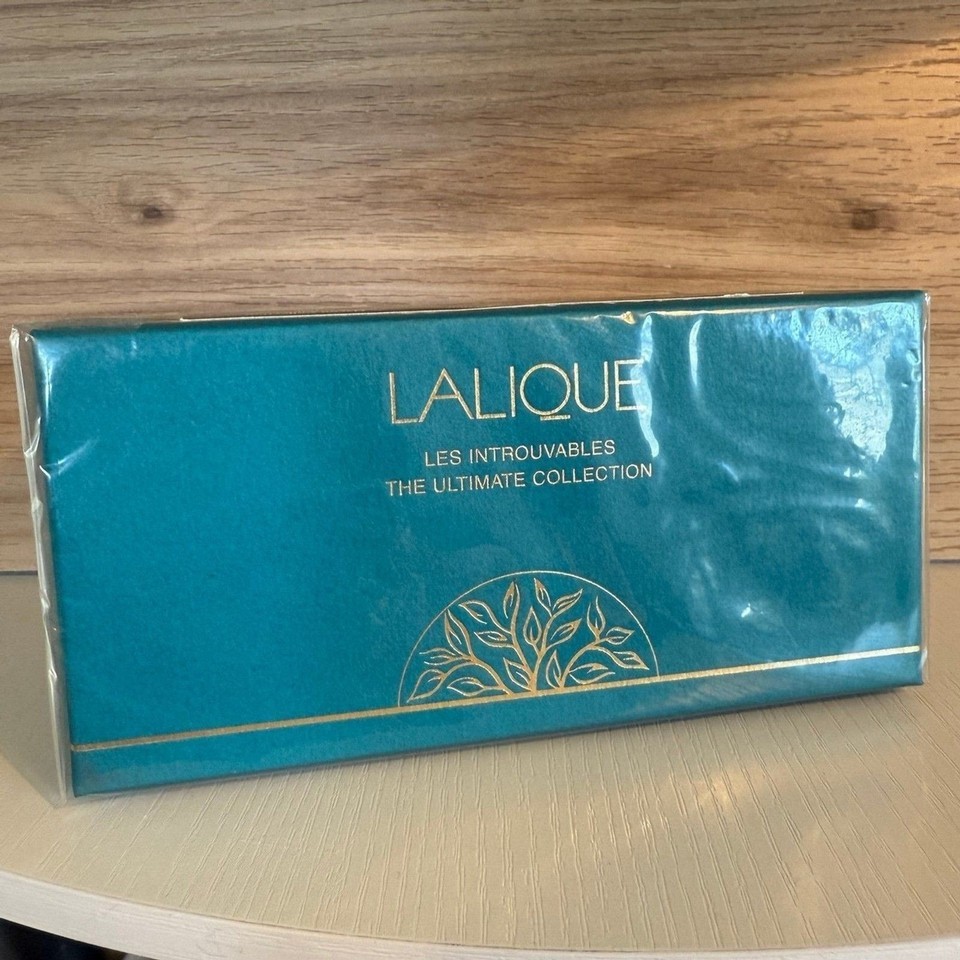 LALIQUE
LES INTROUVABLES
THE ULTIMATE COLLECTION